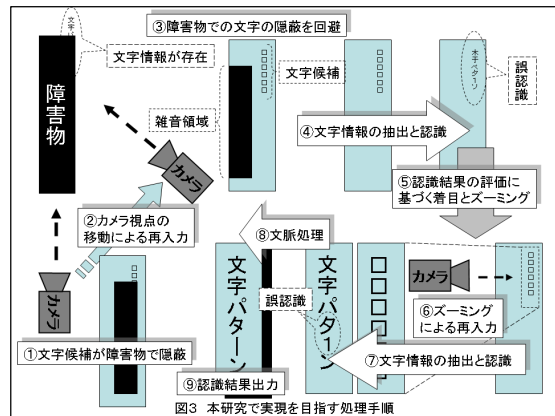 ③障害物での文字の隠蔽を回避
文字
文字情報が存在
障害物
文字候補
雑音領域
□□□□□□
④文字情報の抽出と認識
木干パターン
誤認識
カメラ
②カメラ視点の
移動による再入力
⑤認識結果の評価に
基づく着目とズーミング
⑧文脈処理
カメラ
①文字候補が障害物で隠蔽
文字パターン
⑨認識結果出力
文字パタ1ン
誤認識
カメラ
⑥ズーミング
による再入力
⑦文字情報の抽出と認識
図3 本研究で実現を目指す処理手順